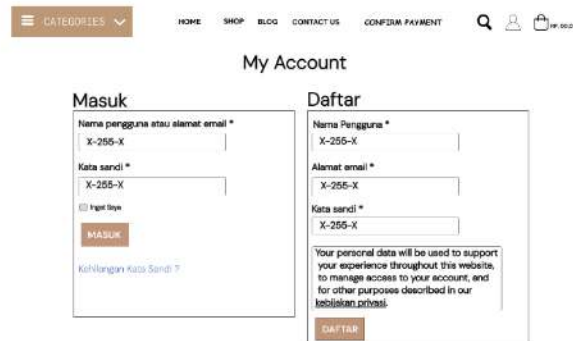 CATEGORIES
HOME SHOP BLOG CONTACT US CONFIRM PAYMENT
My Account
Masuk
Nama pengguna atau alamat email *
X-255-X
Kata sandi *
X-255-X
Ingat Saya
MASUK
Kehilangan Kata Sandi ?
Daftar
Nama Pengguna *
X-255-X
Alamat email *
X-255-X
Kata sandi *
X-255-X
Your personal data will be used to support
your experience throughout this website,
to manage access to your account, and
for other purposes described in our
kebijakan privasi.
DAFTAR